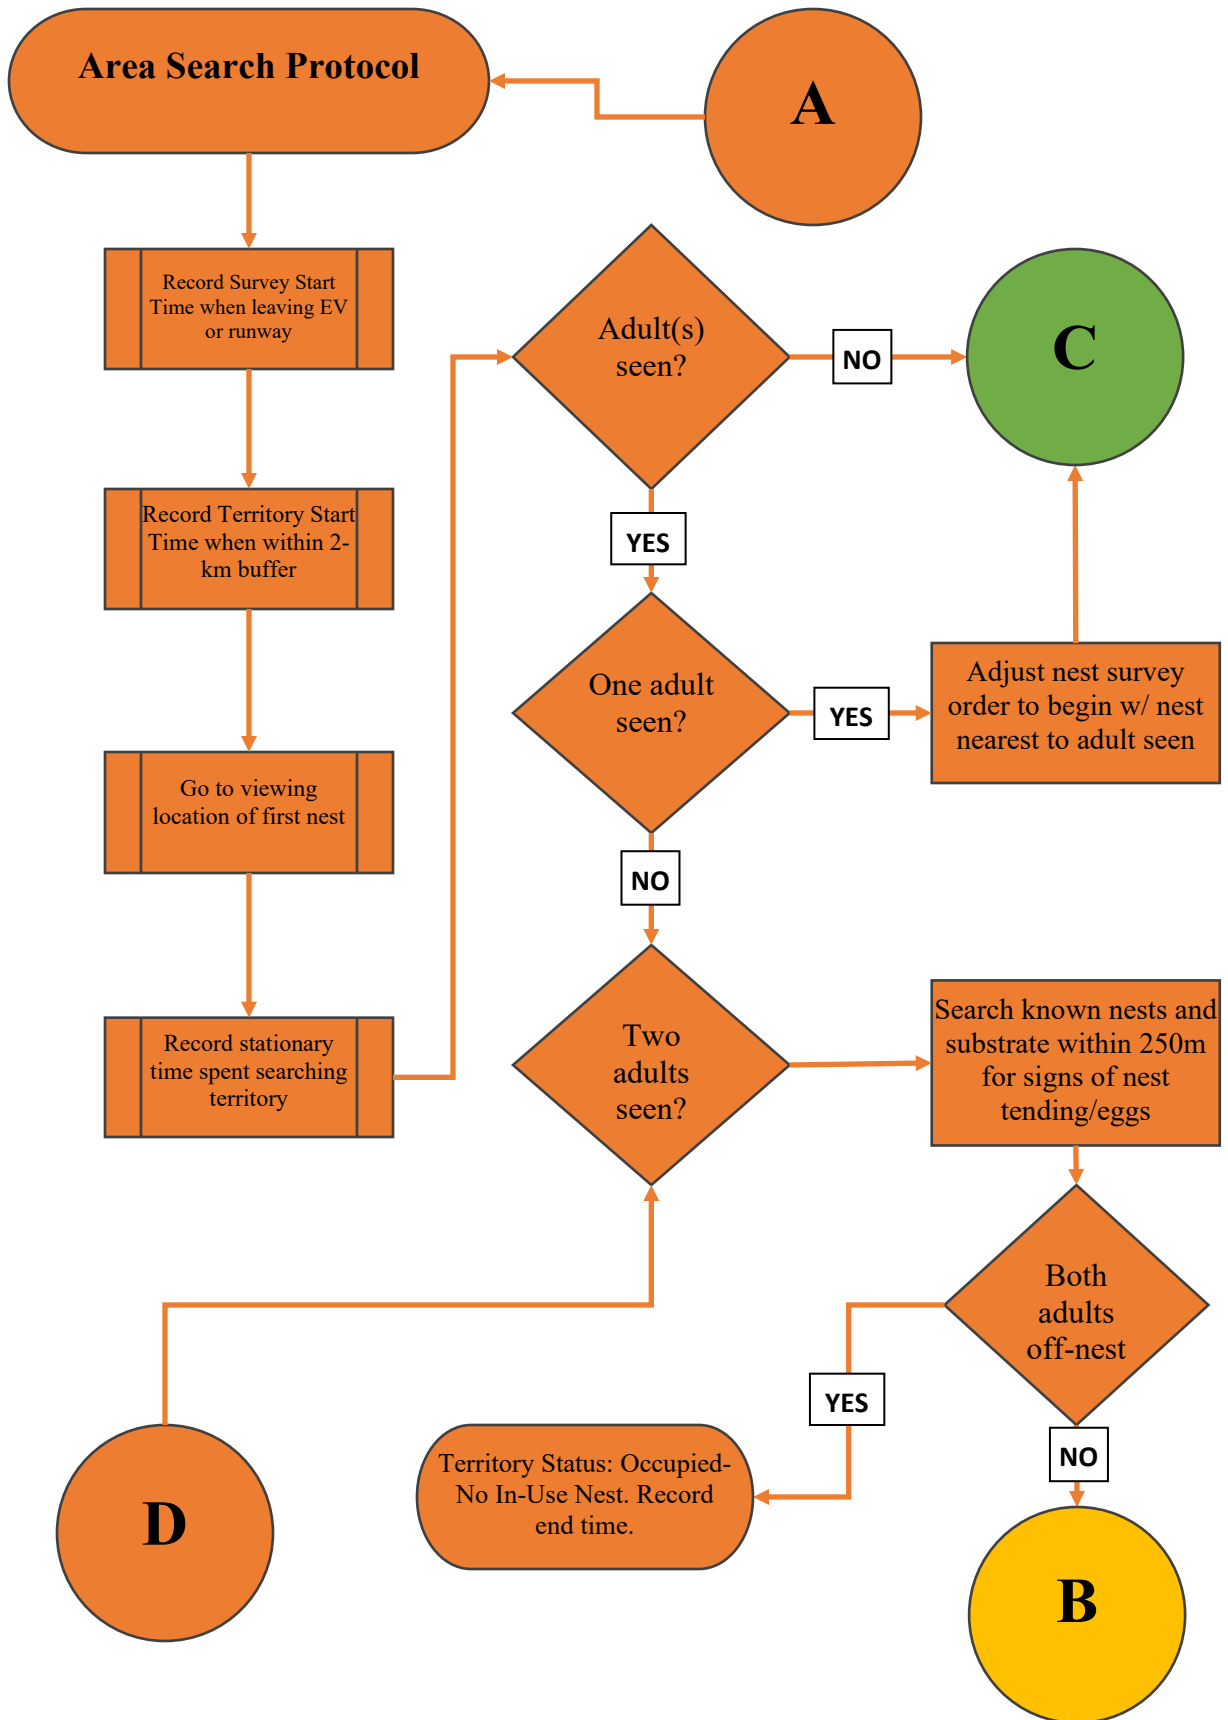 Area Search Protocol
A
Record Survey Start
Time when leaving EV
or runway
Adult(s)
seen?
NO
C
YES
Record Territory Start
Time when within 2-
km buffer
One adult
seen?
YES
Adjust nest survey
order to begin w/ nest
nearest to adult seen
Go to viewing
location of first nest
NO
Record stationary
time spent searching
territory
Two
adults
seen?
Search known nests and
substrate within 250m
for signs of nest
tending/eggs
Both
adults
off-nest
YES
NO
Territory Status: Occupied-
No In-Use Nest. Record
end time.
D
B